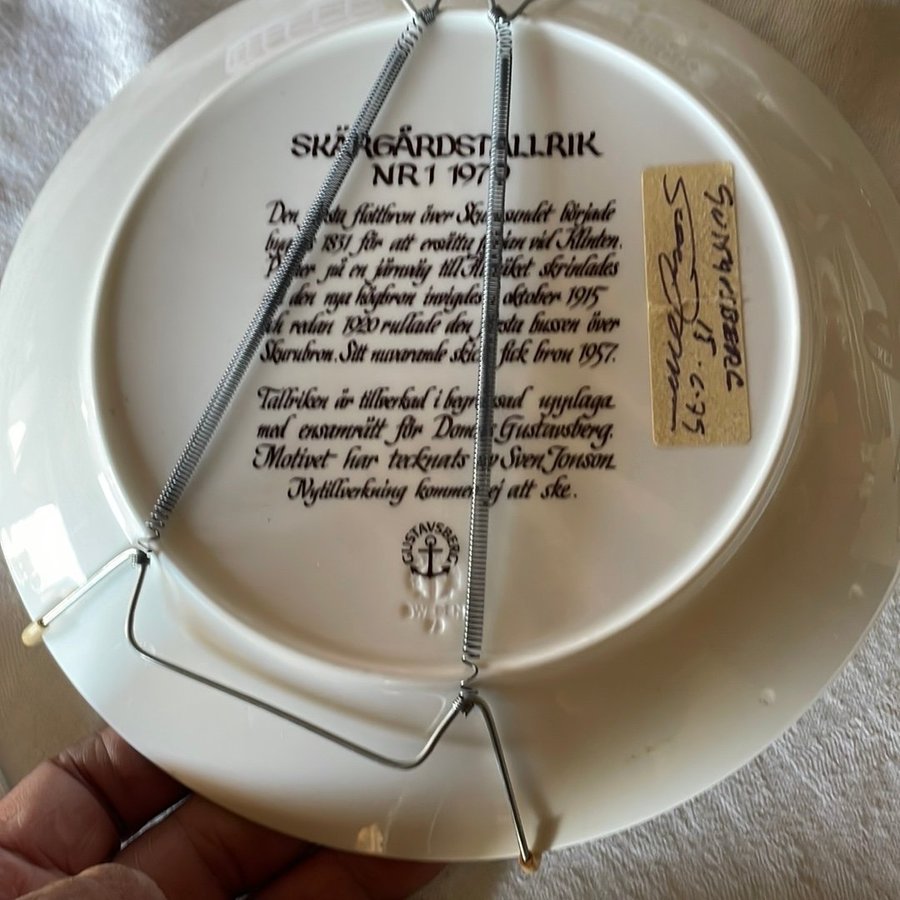 SKÄRGÅRDSTALLRIK
NR 1 1979
Den första flottbron över Skurusundet började
byggas 1831 för att ersätta färjan vid Klinten.
Planer på en järnväg till skrinlades
den nya högbron invigdes i oktober 1915
och redan 1920 rullade den första bussen över
Skurubron. Sitt nuvarande skick fick bron 1957.
Tallriken är tillverkad i begränsad upplaga
med ensamrätt för Domus Gustavsberg.
Motivet har tecknats av Sven Jonson.
Nytillverkning kommer ej att ske.
GUSTAVSBERG
SWEDEN
GUSTAVSBERG